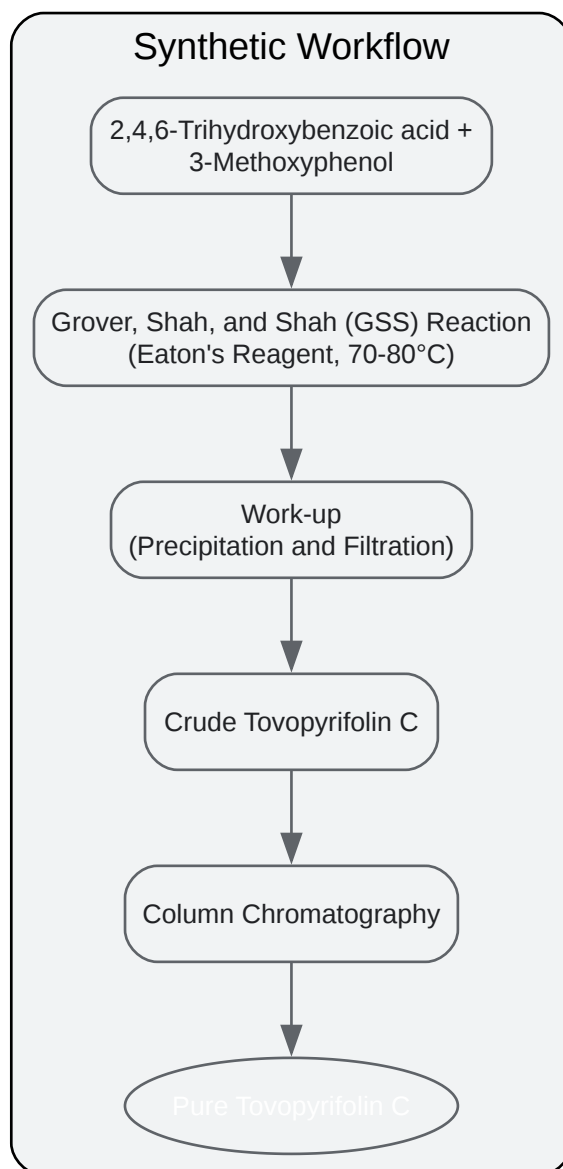 Synthetic Workflow
2,4,6-Trihydroxybenzoic acid +
3-Methoxyphenol
Grover, Shah, and Shah (GSS) Reaction
(Eaton's Reagent, 70-80°C)
Work-up
(Precipitation and Filtration)
Crude Tovopyrifolin C
Column Chromatography
Pure Tovopyrifolin C